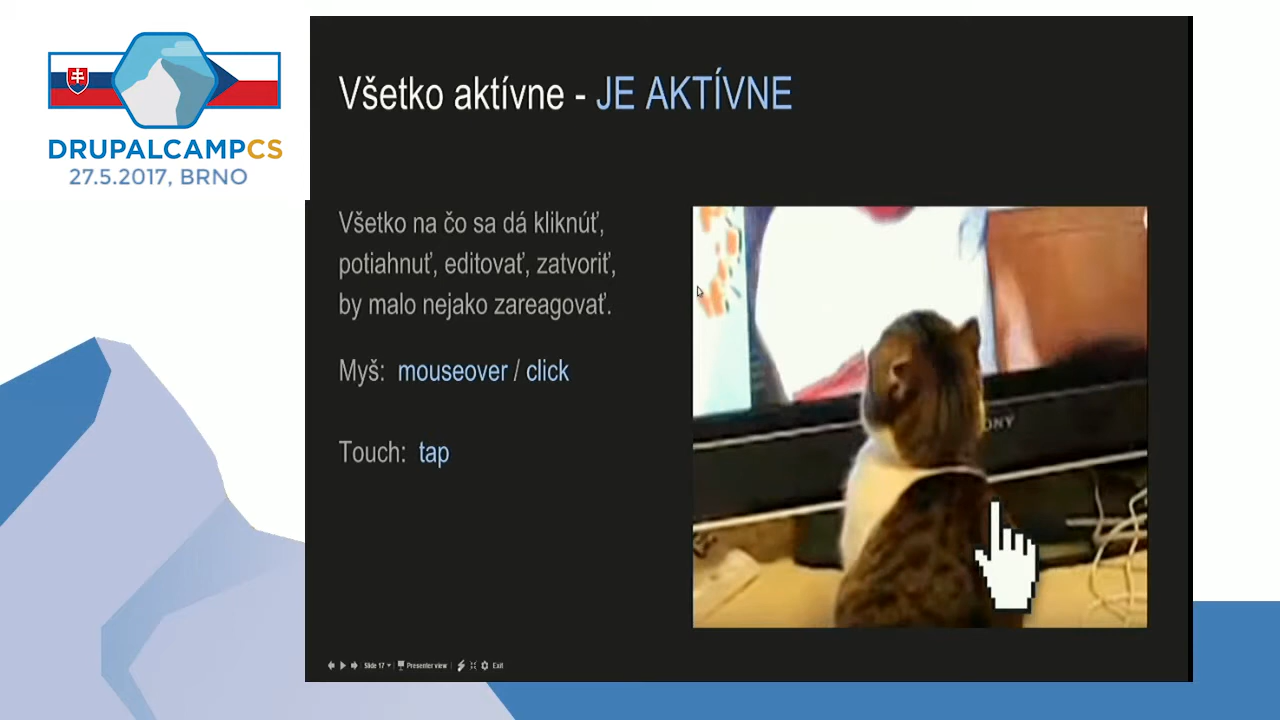 DRUPALCAMPCS
27.5.2017, BRNO
Všetko aktívne - JE AKTÍVNE
Všetko na čo sa dá kliknúť,
potiahnuť, editovať, zatvoriť,
by malo nejako zareagovať.
Myš: mouseover / click
Touch: tap
Slide 17
Presenter view
Exit